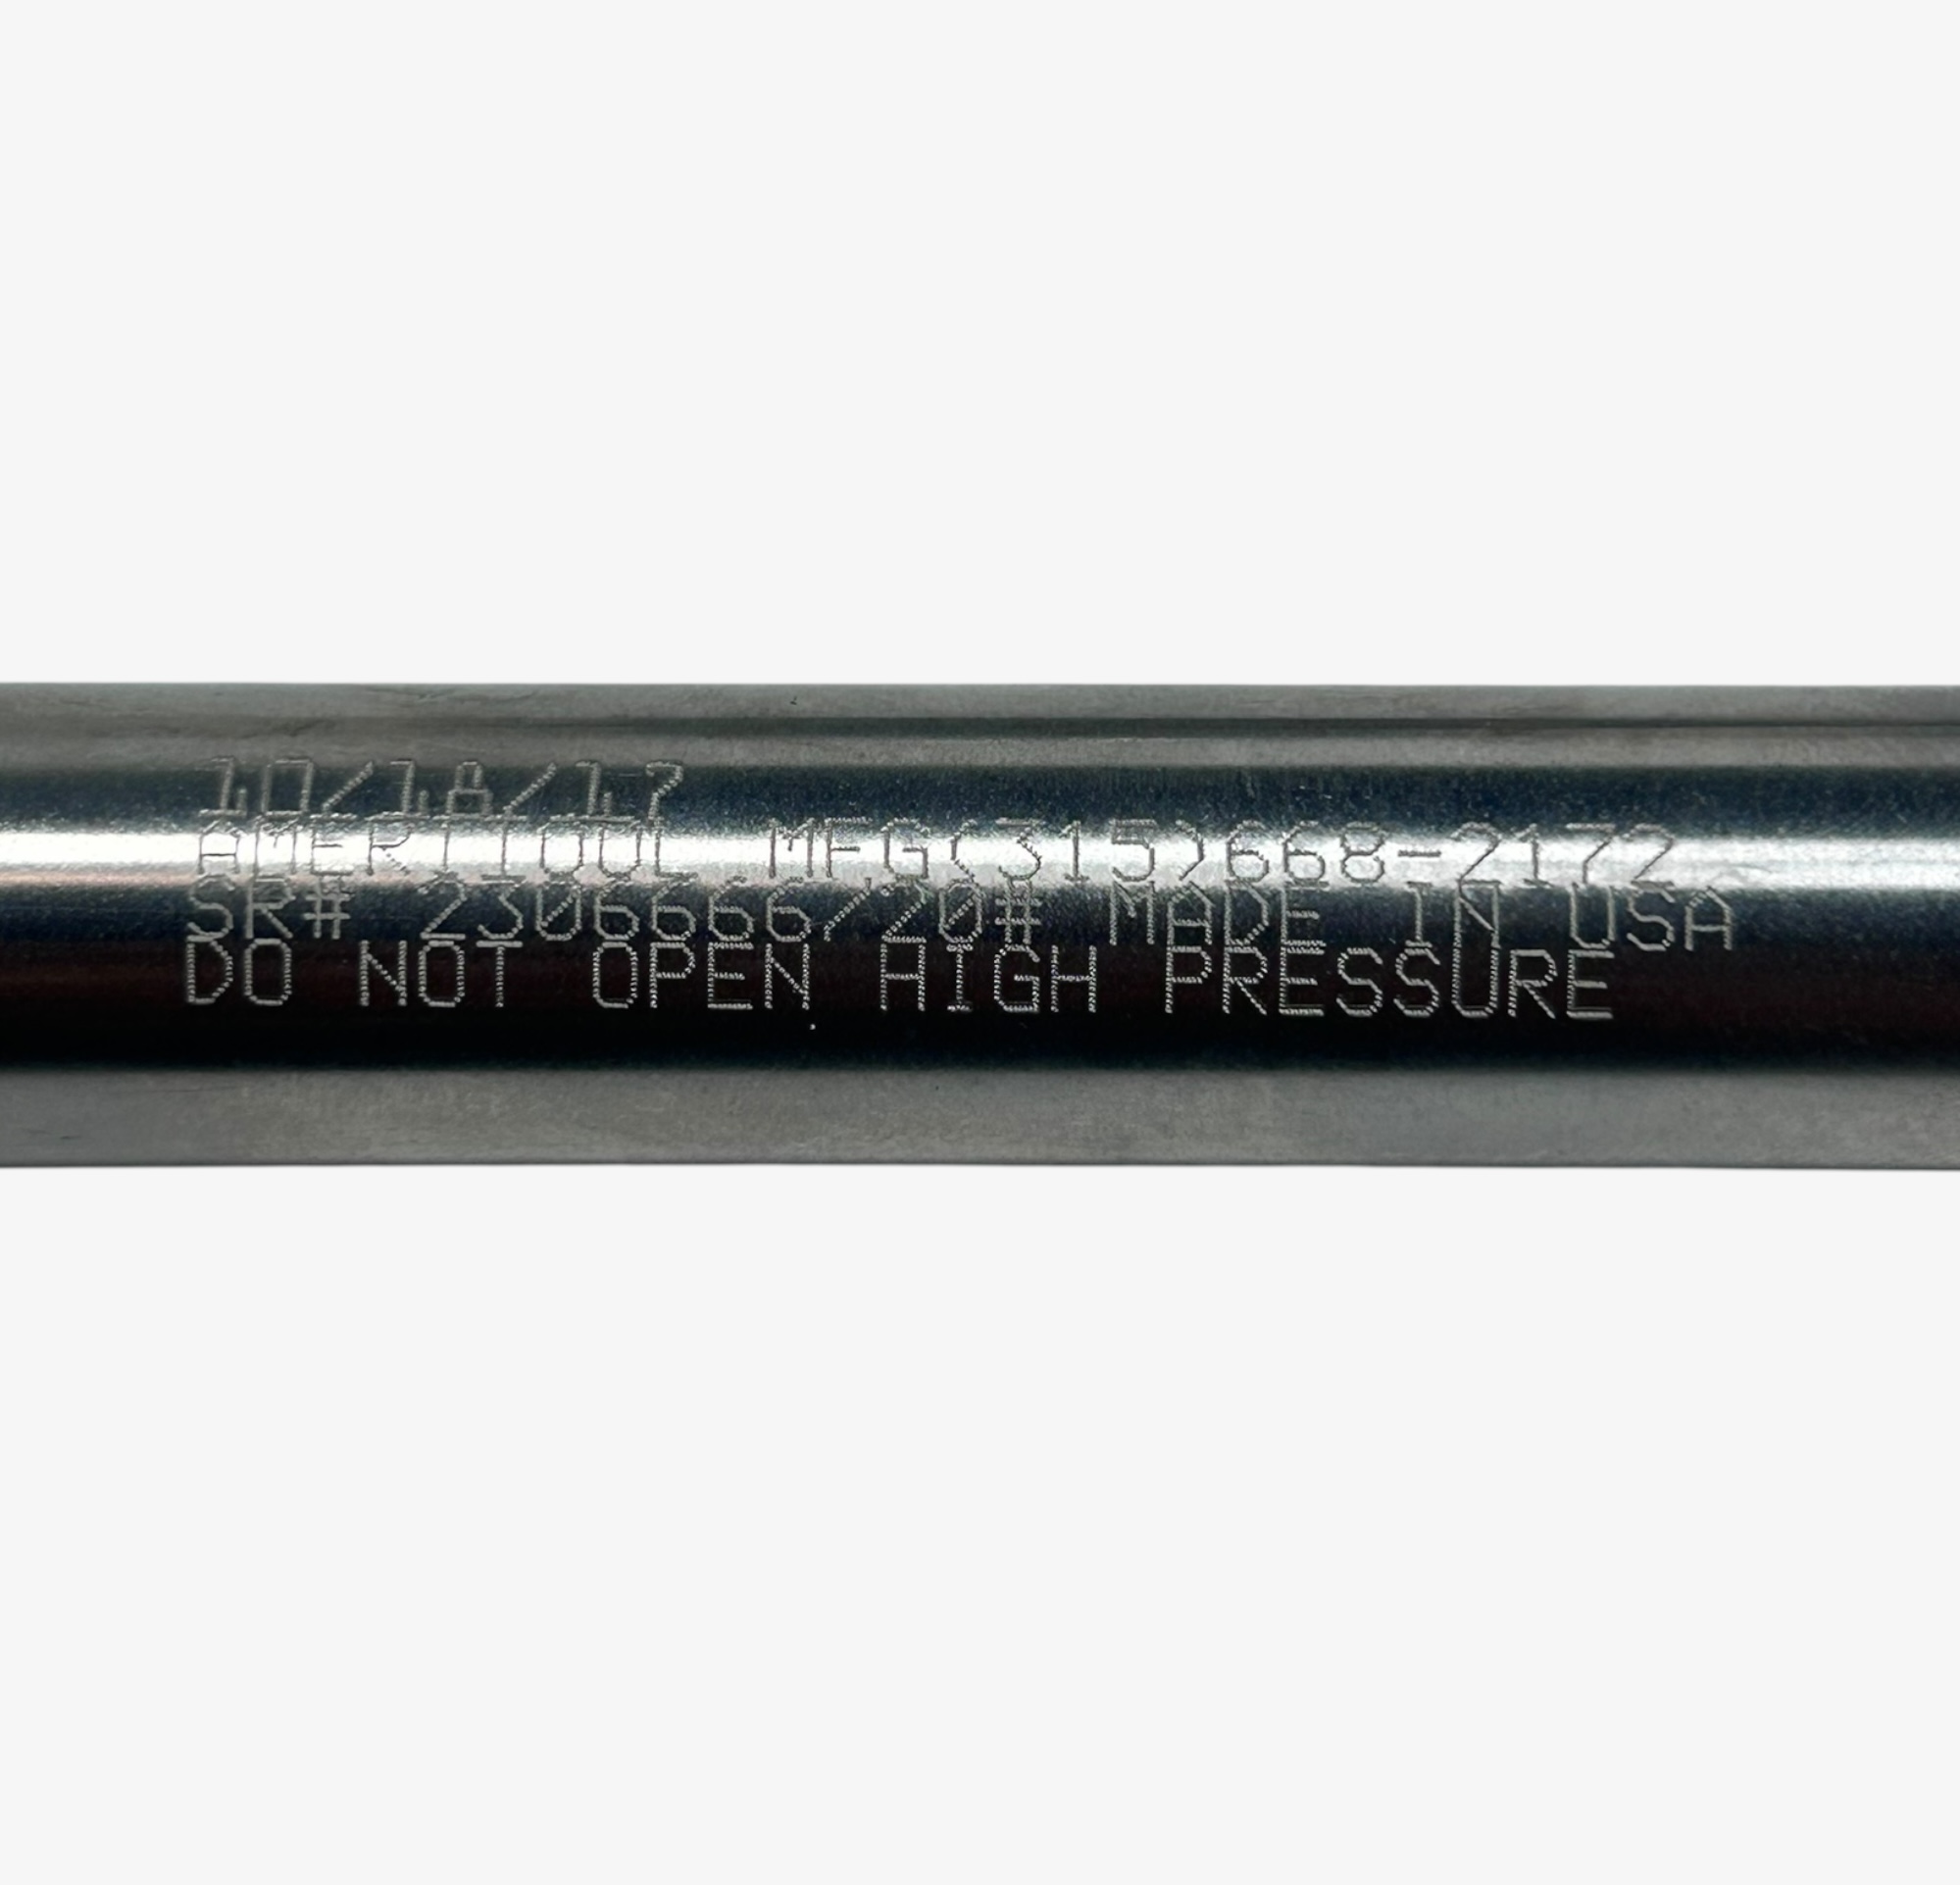 10/18/17
AMERITOOL MFG(315)668-2172
SR# 2306666/20# MADE IN USA
DO NOT OPEN HIGH PRESSURE